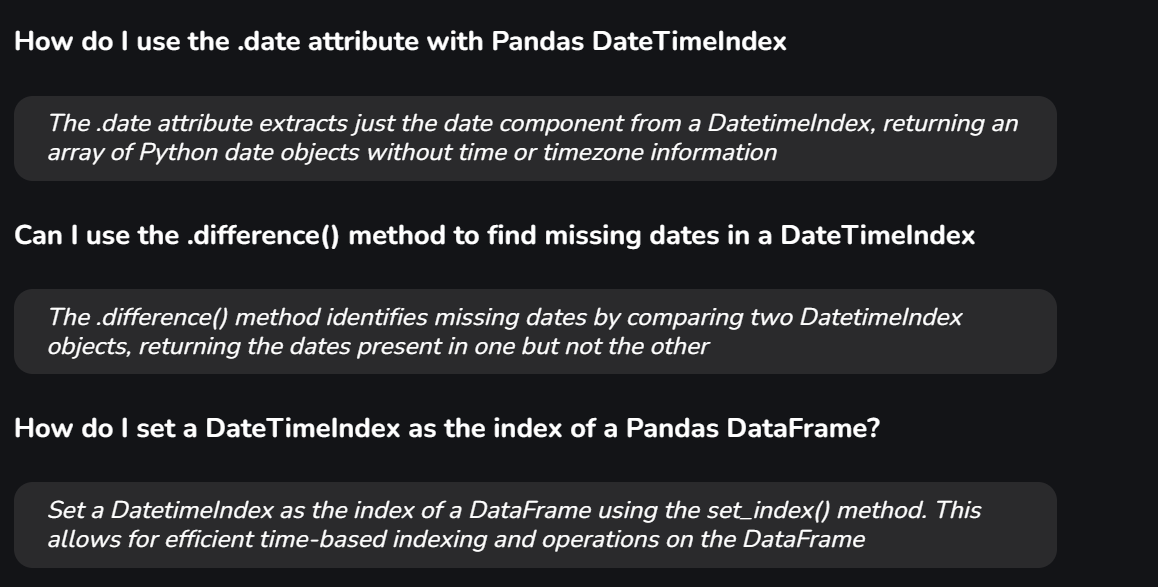 How do I use the .date attribute with Pandas DateTimeIndex
The .date attribute extracts just the date component from a DatetimeIndex, returning an
array of Python date objects without time or timezone information
Can I use the .difference() method to find missing dates in a DateTimeIndex
The .difference() method identifies missing dates by comparing two DatetimeIndex
objects, returning the dates present in one but not the other
How do I set a DateTimeIndex as the index of a Pandas DataFrame?
Set a DatetimeIndex as the index of a DataFrame using the set_index() method. This
allows for efficient time-based indexing and operations on the DataFrame